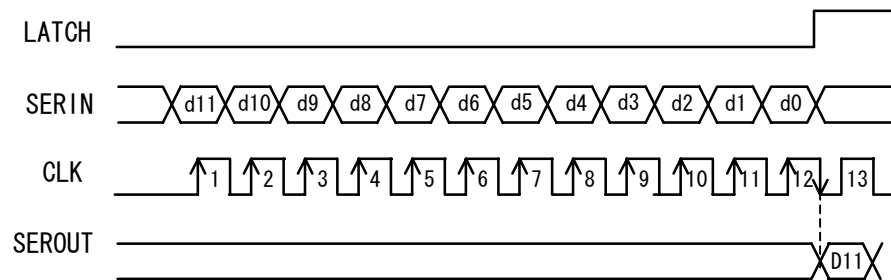 LATCH
SERIN d11 d10 d9 d8 d7 d6 d5 d4 d3 d2 d1 d0
CLK 1 2 3 4 5 6 7 8 9 10 11 12 13
SEROUT D11